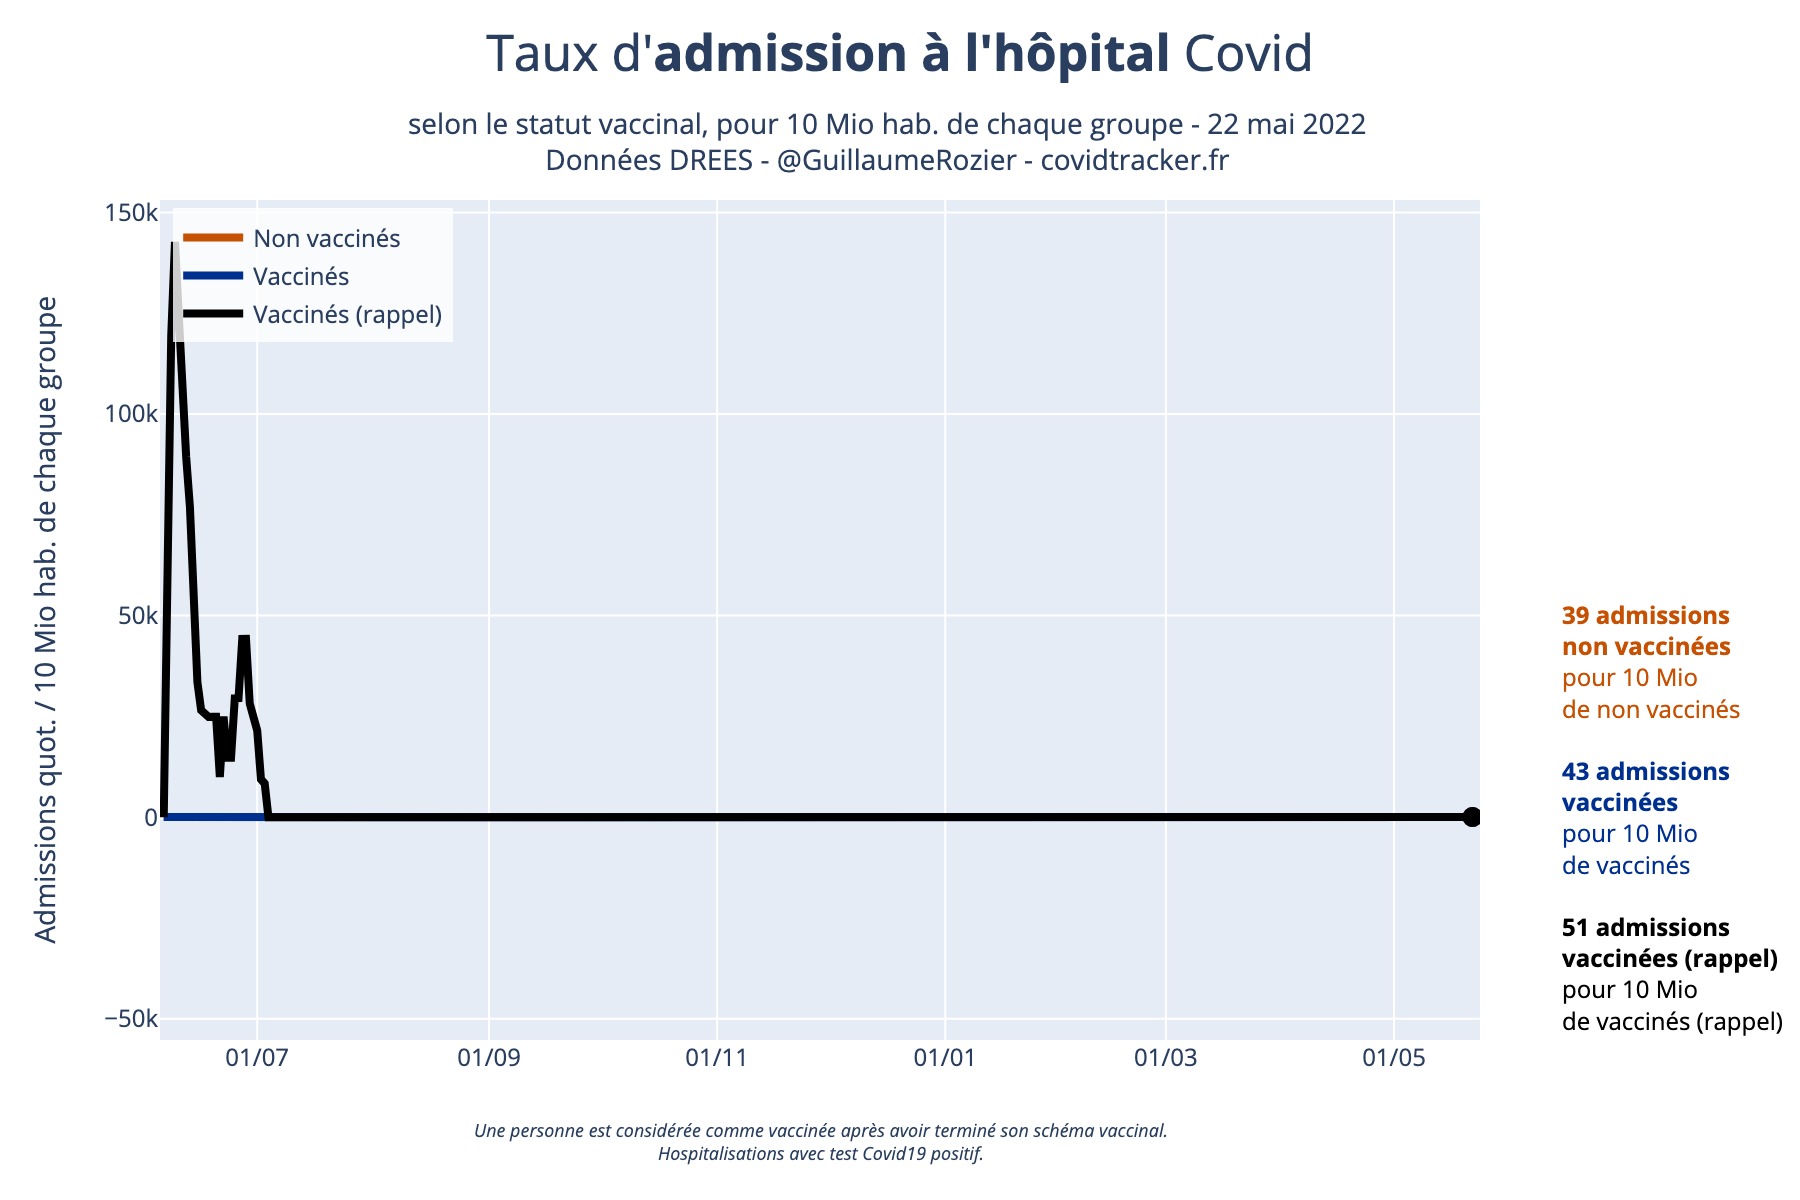 Taux d'admission à l'hôpital Covid
selon le statut vaccinal, pour 10 Mio hab. de chaque groupe - 22 mai 2022
Données DREES - @GuillaumeRozier - covidtracker.fr
Admissions quot. / 10 Mio hab. de chaque groupe
150k
100k
50k
0
−50k
Non vaccinés
Vaccinés
Vaccinés (rappel)
01/07
01/09
01/11
01/01
01/03
01/05
39 admissions
non vaccinées
pour 10 Mio
de non vaccinés
43 admissions
vaccinées
pour 10 Mio
de vaccinés
51 admissions
vaccinées (rappel)
pour 10 Mio
de vaccinés (rappel)
Une personne est considérée comme vaccinée après avoir terminé son schéma vaccinal.
Hospitalisations avec test Covid19 positif.